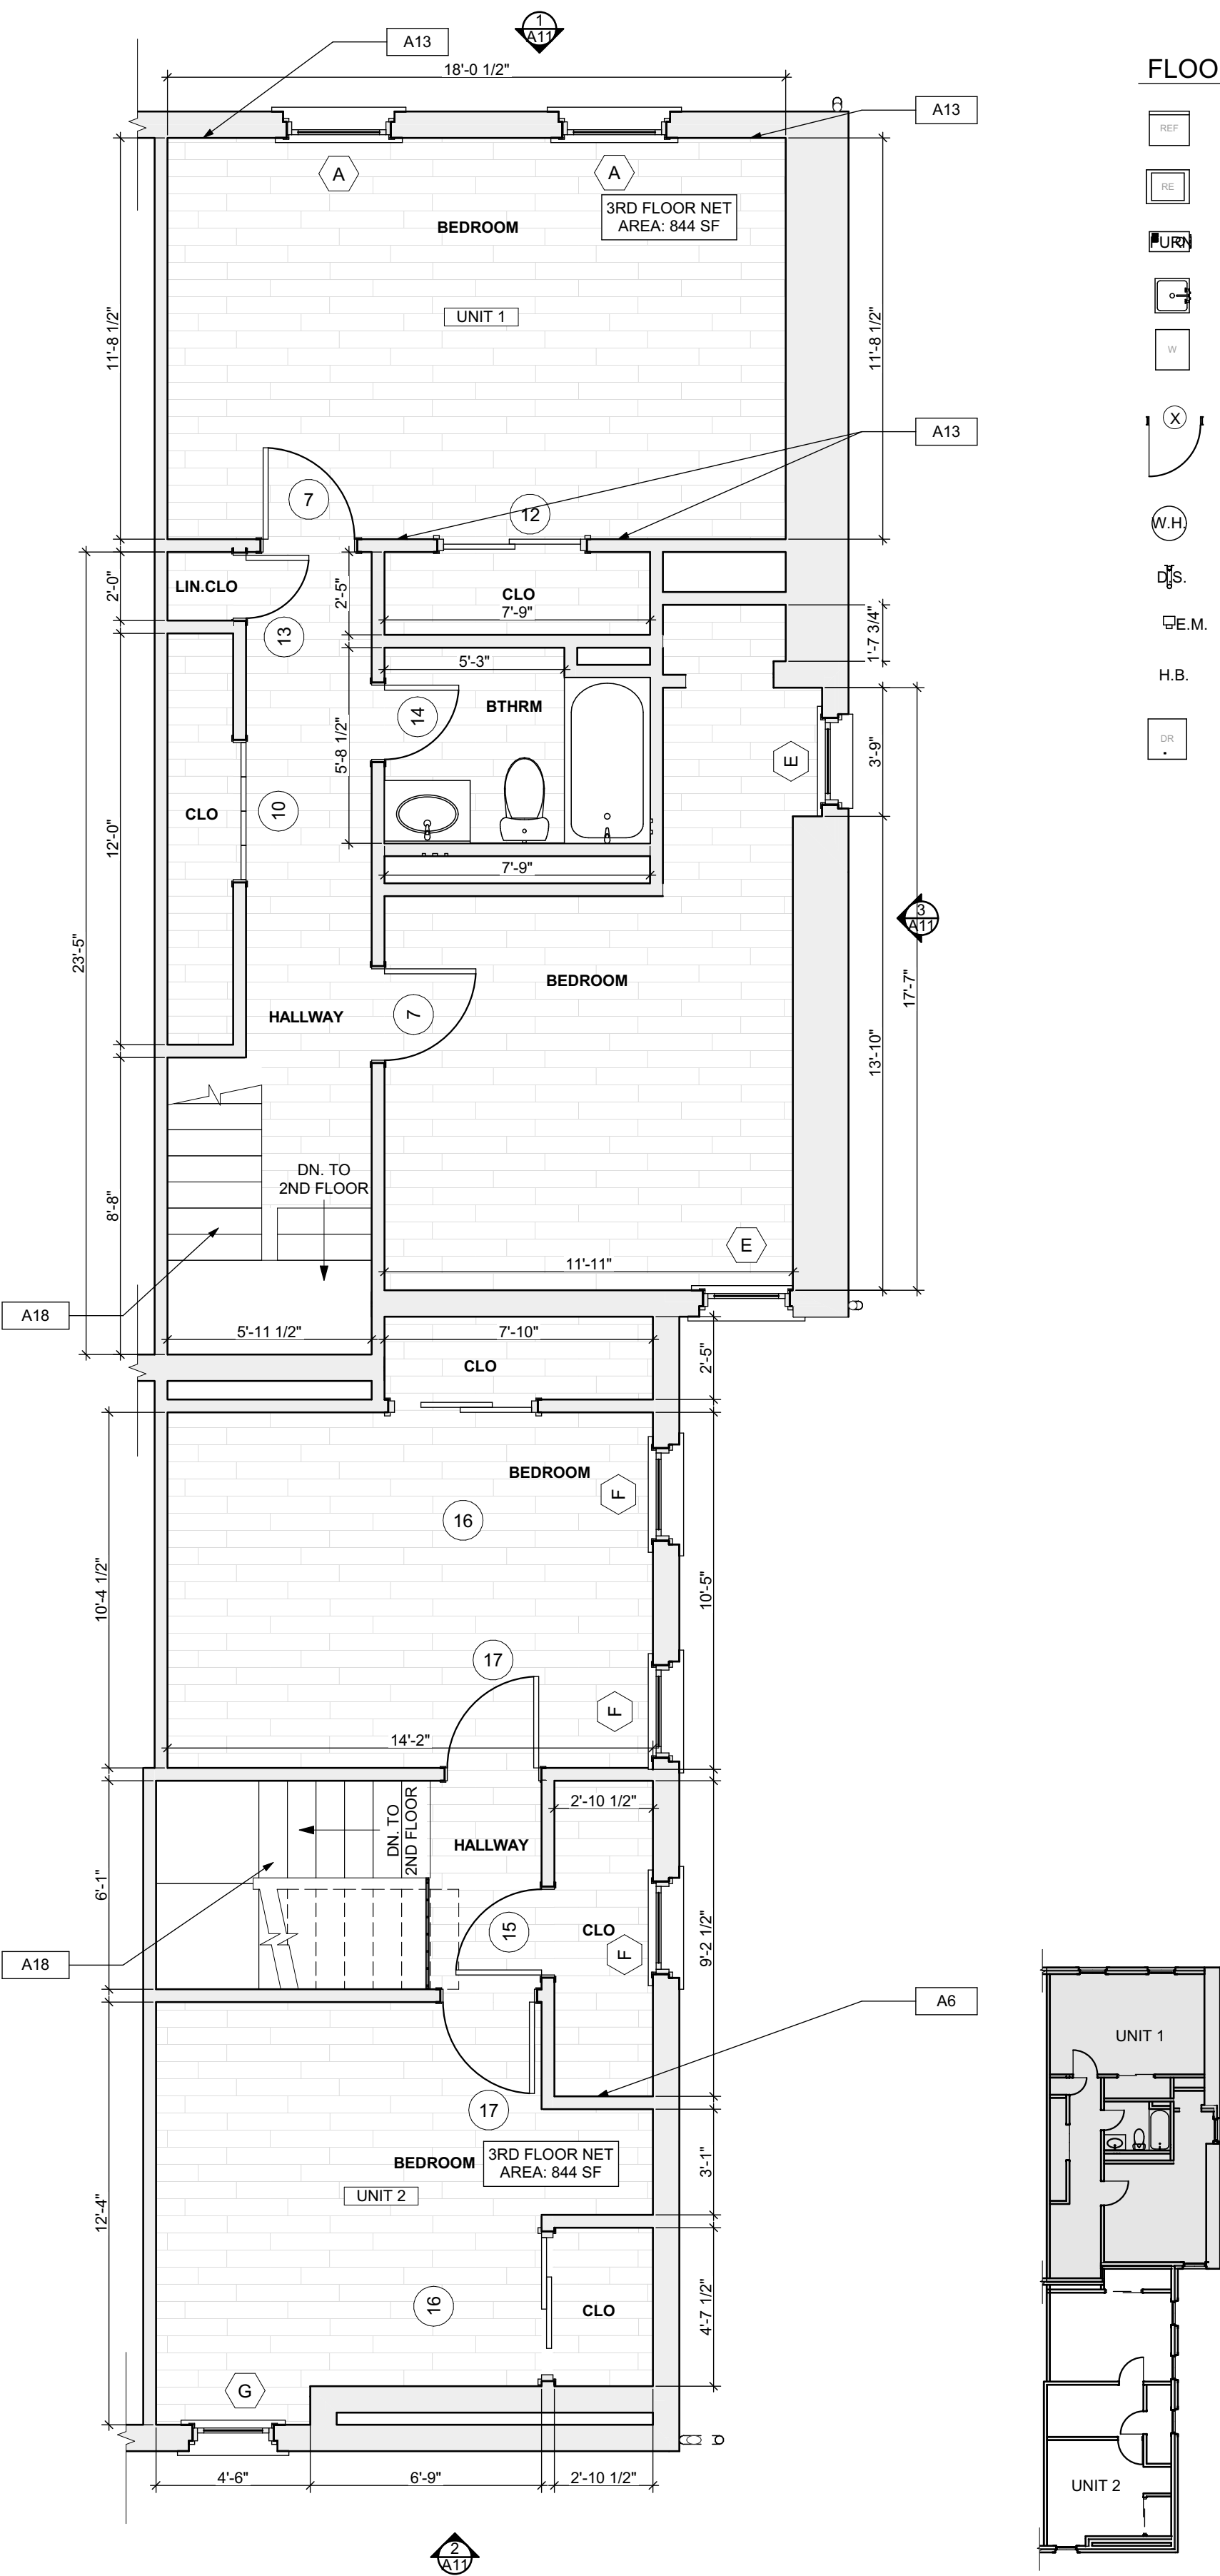 A13
1
A11
FLOO
18'-0 1/2"
A13
REF
A
A
RE
BEDROOM
3RD FLOOR NET
AREA: 844 SF
FURN
UNIT 1
11'-8 1/2"
11'-8 1/2"
W
A13
X
7
12
W.H.
LIN.CLO
2'-0"
2'-5"
CLO
7'-9"
D.S.
13
1'-7 3/4"
E.M.
5'-3"
H.B.
14
BTHRM
5'-8 1/2"
E
3'-9"
DR
CLO
10
12'-0"
7'-9"
3
A11
23'-5"
BEDROOM
17'-7"
HALLWAY
7
13'-10"
DN. TO
2ND FLOOR
8'-8"
E
11'-11"
A18
5'-11 1/2"
7'-10"
CLO
2'-5"
BEDROOM
F
16
10'-4 1/2"
10'-5"
17
F
14'-2"
2'-10 1/2"
DN. TO
2ND FLOOR
HALLWAY
6'-1"
15
CLO
F
9'-2 1/2"
A18
A6
UNIT 1
17
BEDROOM
3RD FLOOR NET
AREA: 844 SF
3'-1"
UNIT 2
12'-4"
16
CLO
4'-7 1/2"
G
4'-6"
6'-9"
2'-10 1/2"
UNIT 2
2
A11